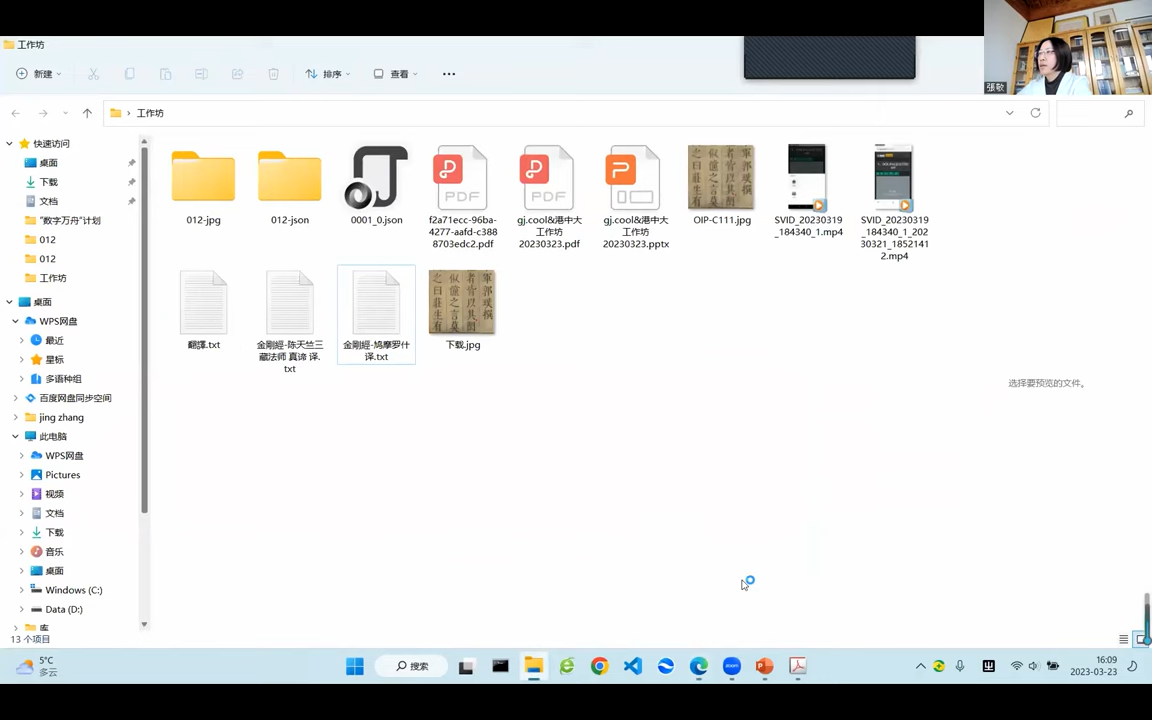 工作坊
張敏
新建
排序
查看
工作坊
快速访问
桌面
下载
文档
"数字万舟"计划
012
012
工作坊
桌面
WPS网盘
最近
星标
多语种组
百度网盘同步空间
jing zhang
此电脑
WPS网盘
Pictures
视频
文档
下载
音乐
桌面
Windows (C:)
Data (D:)
库
012-jpg
012-json
0001_0.json
PDF
f2a71ecc-96ba-
4277-aafd-c388
8703edc2.pdf
PDF
gj.cool&港中大
工作坊
20230323.pdf
gj.cool&港中大
工作坊
20230323.pptx
OIP-C111.jpg
SVID_20230319
_184340_1.mp4
SVID_20230319
_184340_1_202
30321_1852141
2.mp4
翻譯.txt
金剛經-陈天竺三
藏法师 真谛 译.
txt
金剛經-鸠摩罗什
译.txt
下载.jpg
选择要预览的文件。
13 个项目
5°C
多云
搜索
zoom
16:09
2023-03-23